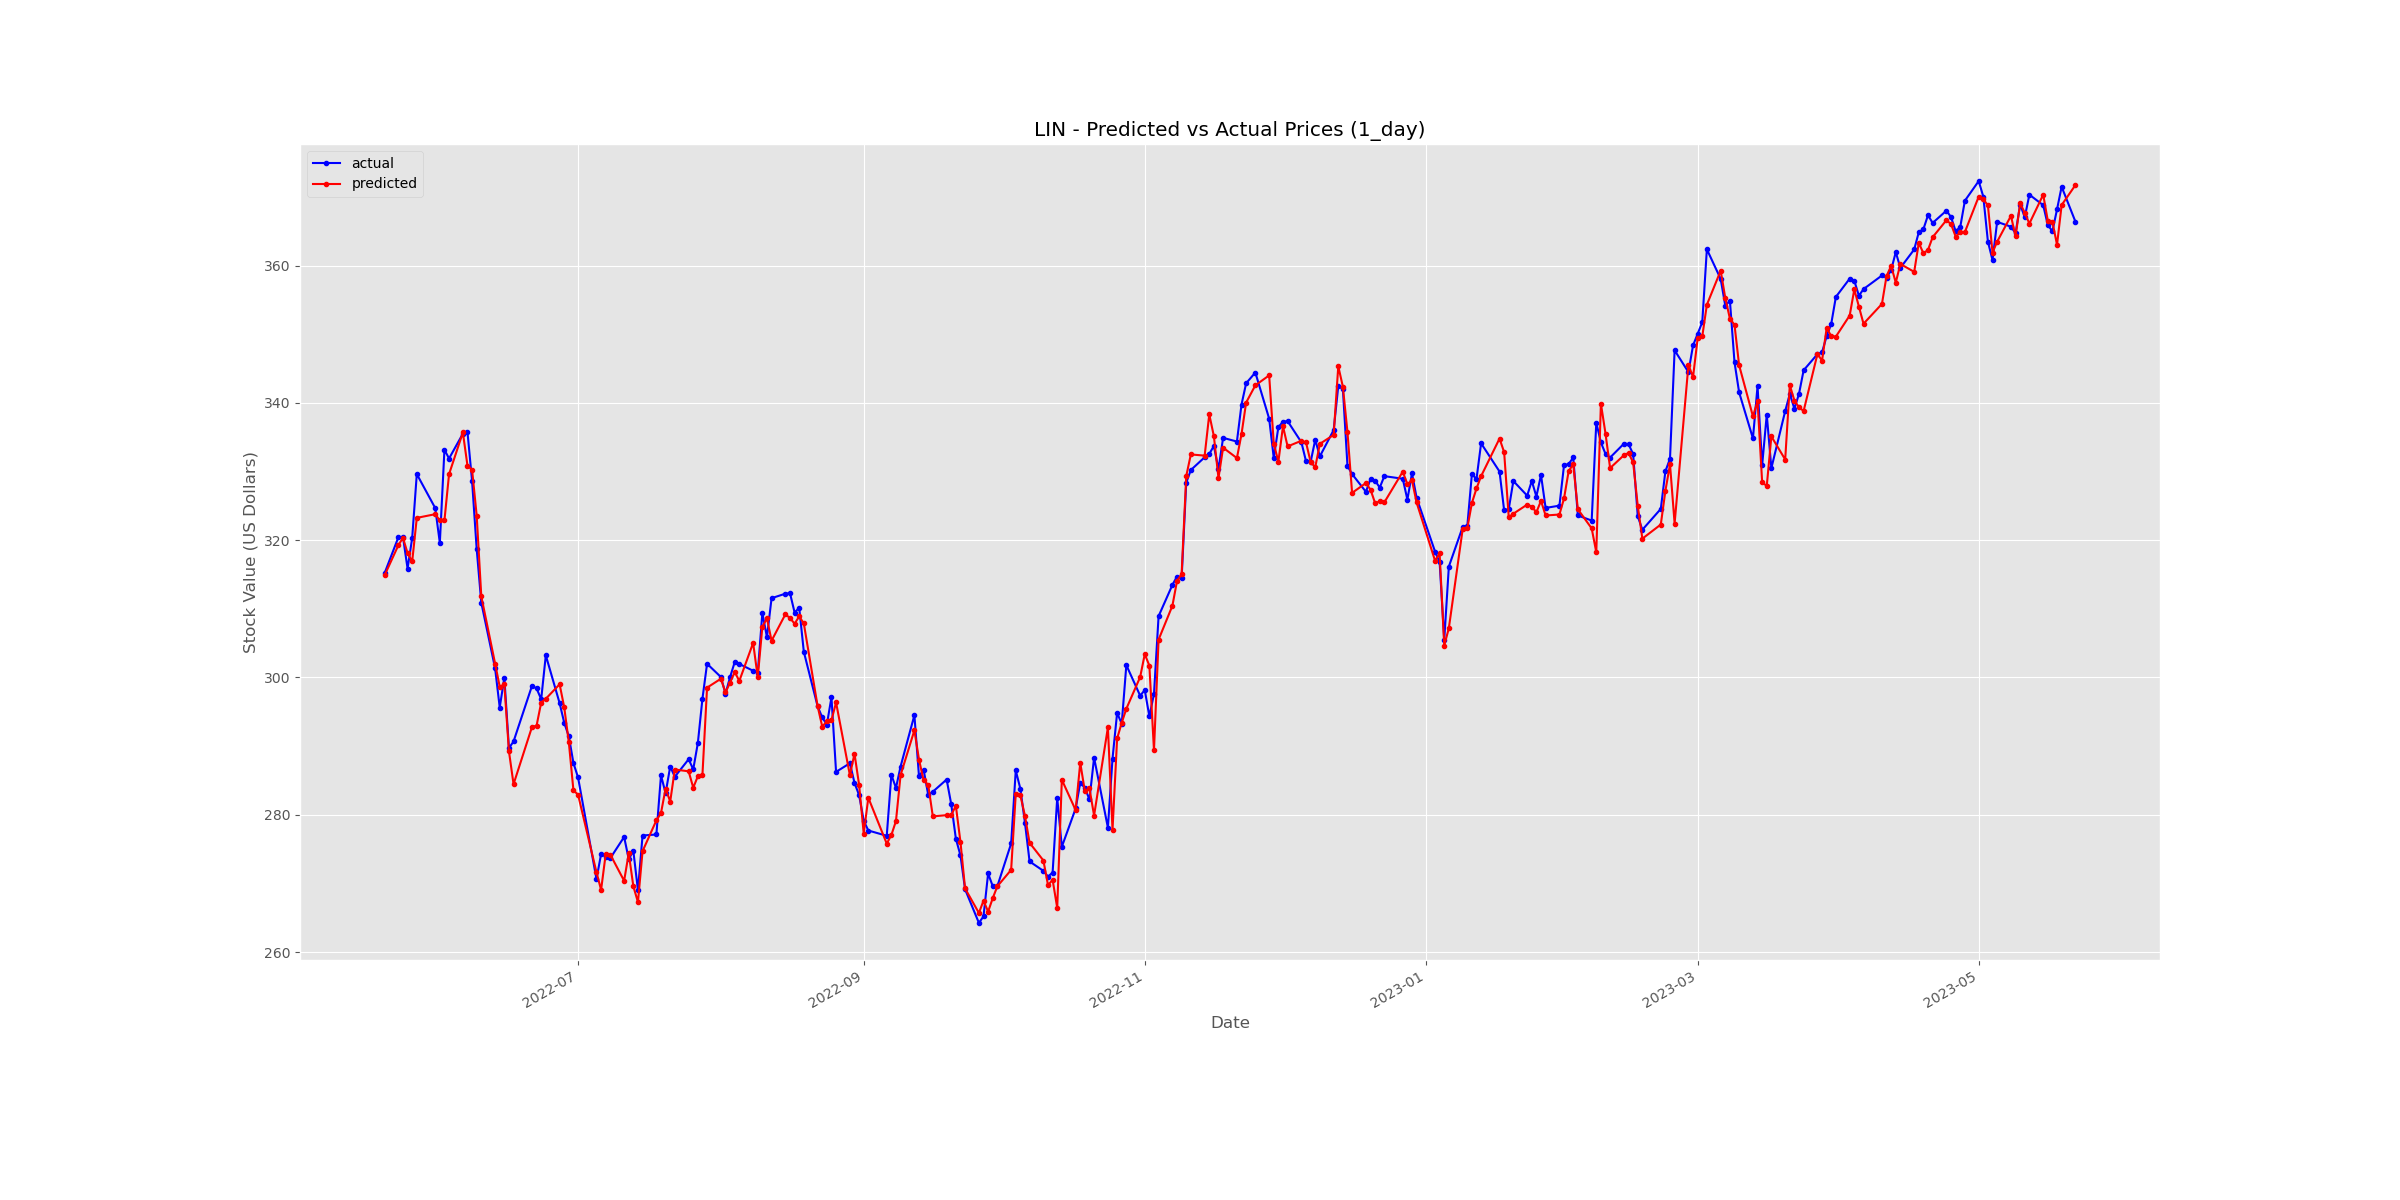 LIN - Predicted vs Actual Prices (1_day)
actual
predicted
Stock Value (US Dollars)
360
340
320
300
280
260
2022-07
2022-09
2022-11
2023-01
2023-03
2023-05
Date